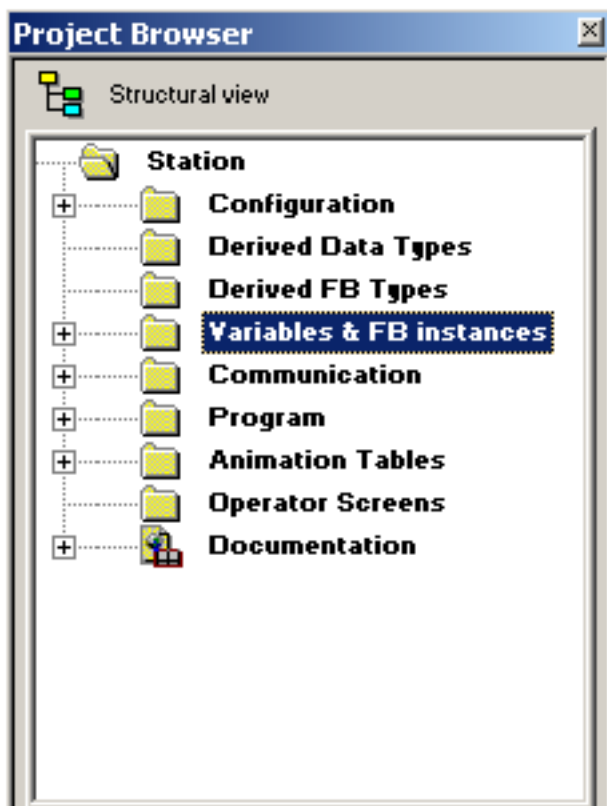 Project Browser
Structural view
Station
Configuration
Derived Data Types
Derived FB Types
Variables & FB instances
Communication
Program
Animation Tables
Operator Screens
Documentation